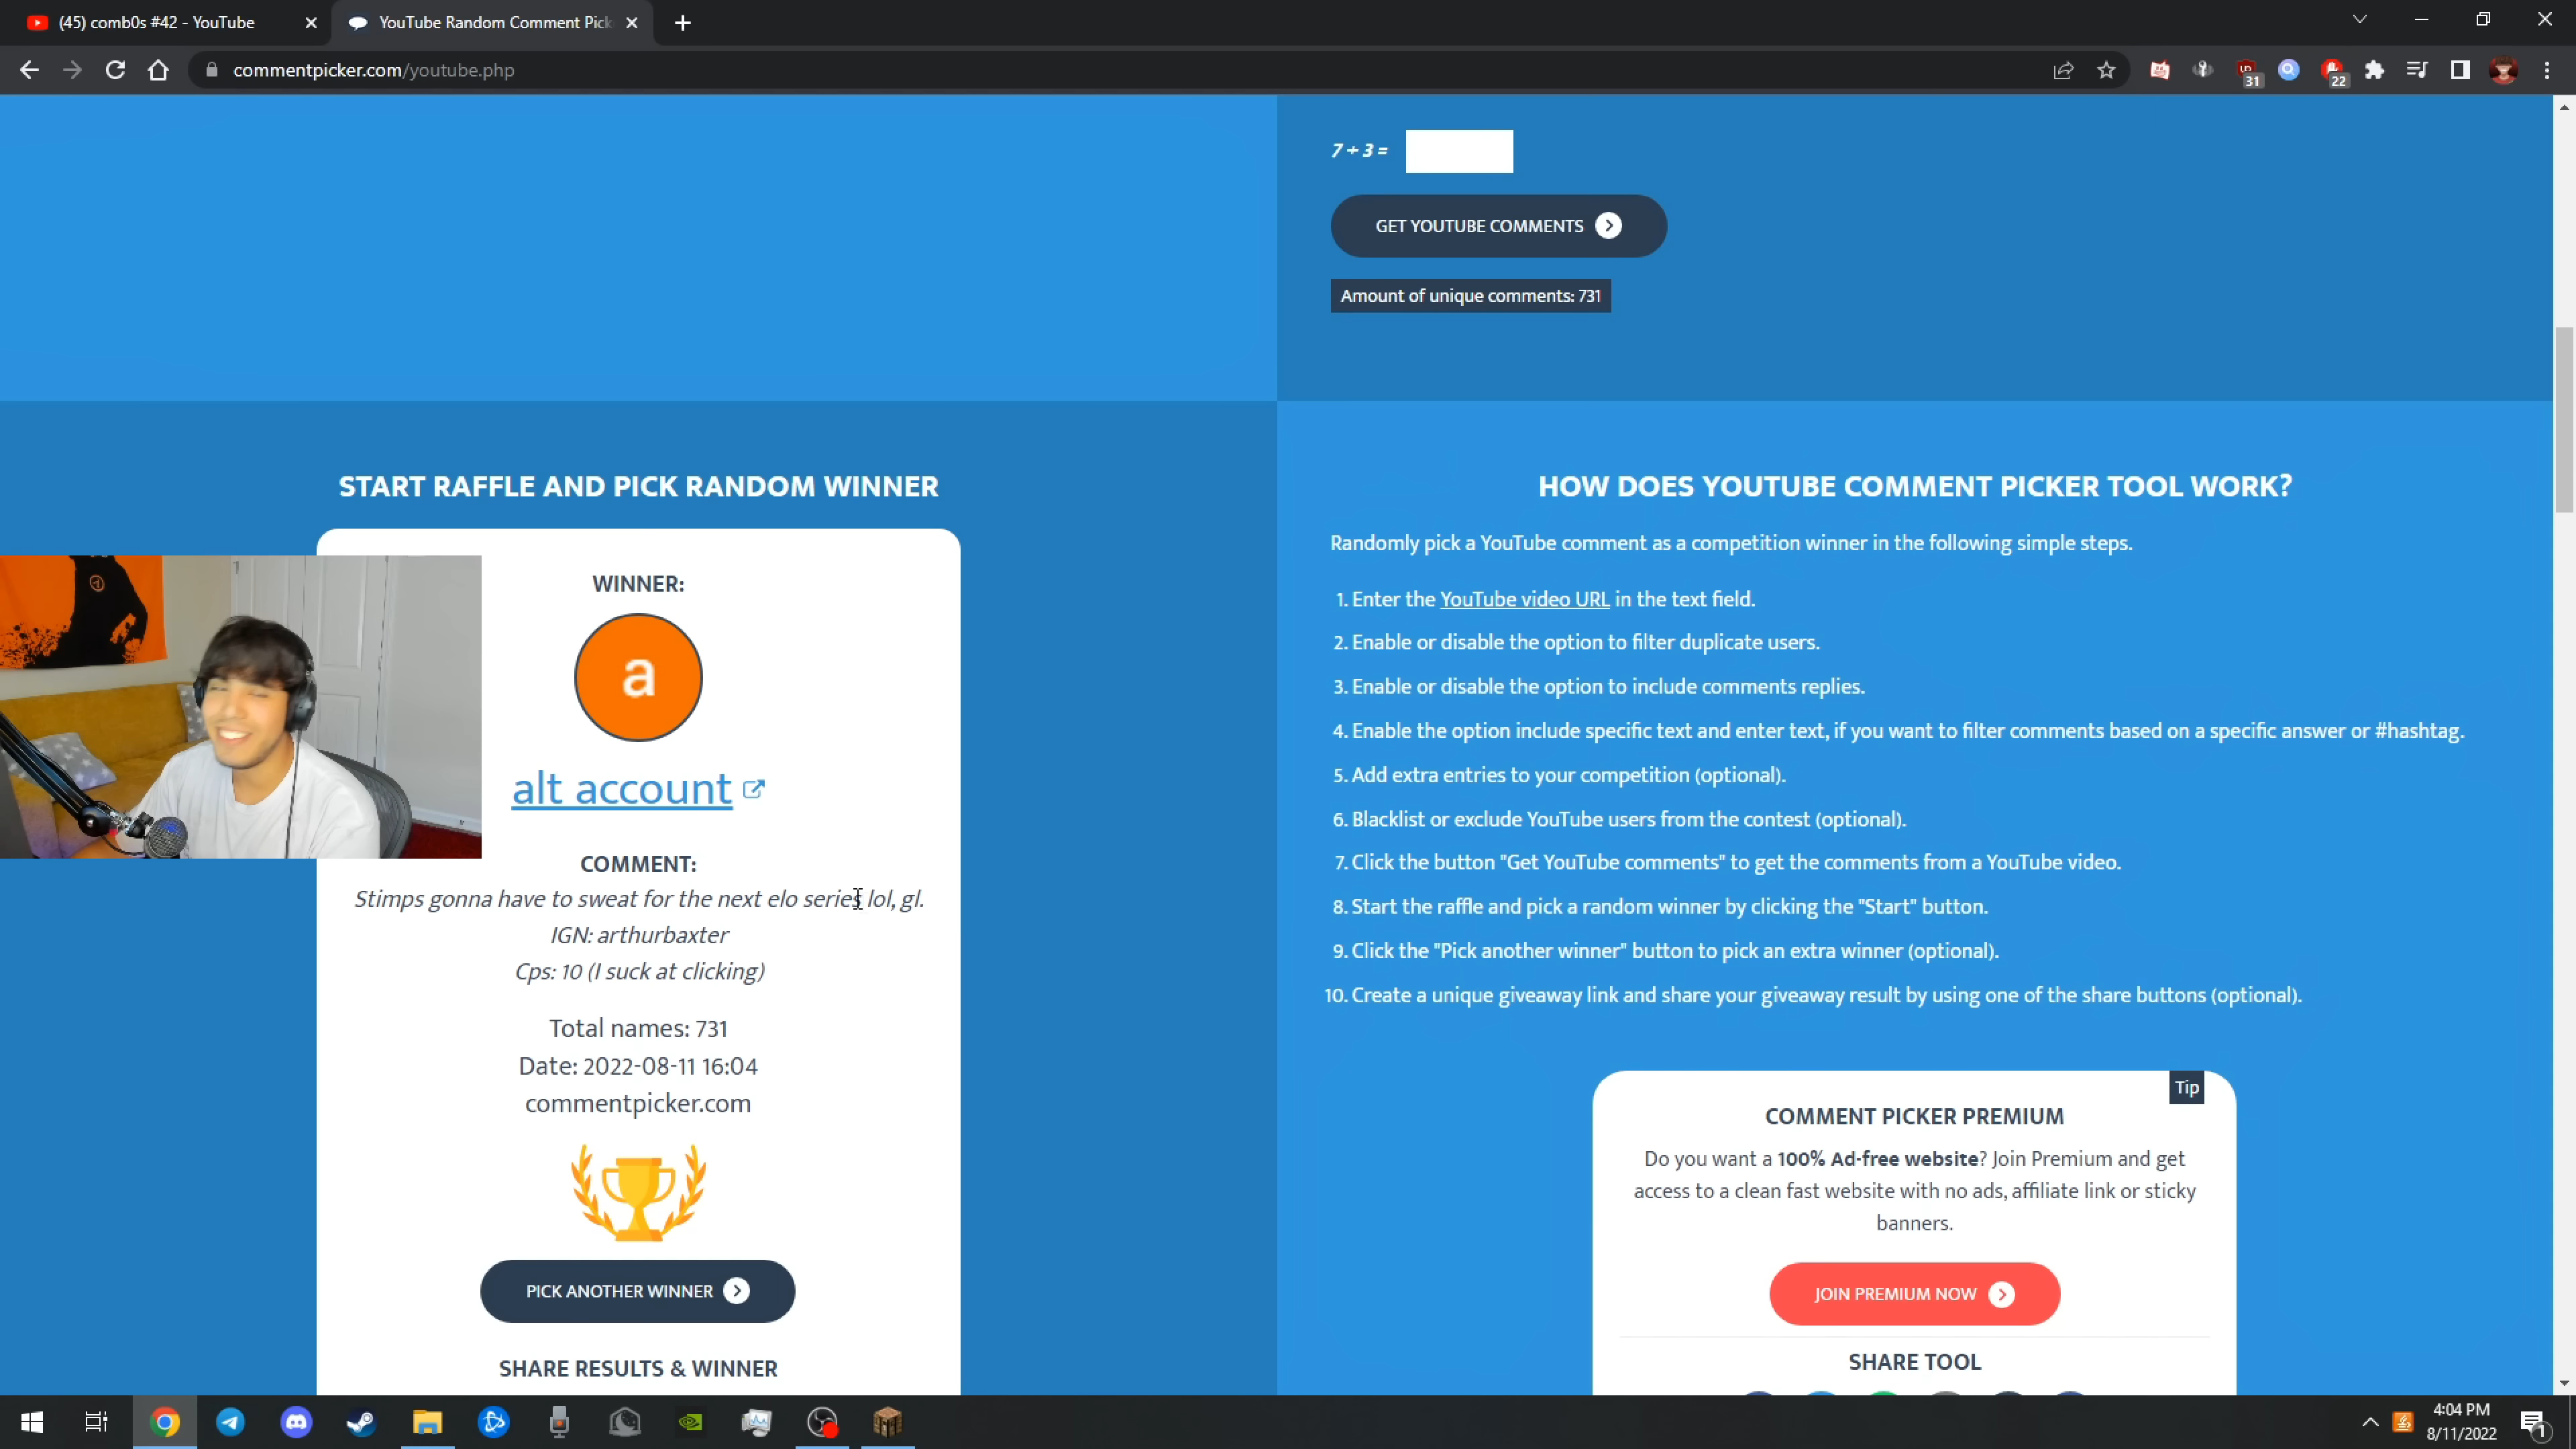 (45) comb0s #42 - YouTube
YouTube Random Comment Pick
commentpicker.com/youtube.php
31
22
7 + 3 =
GET YOUTUBE COMMENTS
Amount of unique comments: 731
START RAFFLE AND PICK RANDOM WINNER
WINNER:
a
alt account
COMMENT:
Stimps gonna have to sweat for the next elo series lol, gl.
IGN: arthurbaxter
Cps: 10 (I suck at clicking)
Total names: 731
Date: 2022-08-11 16:04
commentpicker.com
PICK ANOTHER WINNER
SHARE RESULTS & WINNER
HOW DOES YOUTUBE COMMENT PICKER TOOL WORK?
Randomly pick a YouTube comment as a competition winner in the following simple steps.
1. Enter the YouTube video URL in the text field.
2. Enable or disable the option to filter duplicate users.
3. Enable or disable the option to include comments replies.
4. Enable the option include specific text and enter text, if you want to filter comments based on a specific answer or #hashtag.
5. Add extra entries to your competition (optional).
6. Blacklist or exclude YouTube users from the contest (optional).
7. Click the button "Get YouTube comments" to get the comments from a YouTube video.
8. Start the raffle and pick a random winner by clicking the "Start" button.
9. Click the "Pick another winner" button to pick an extra winner (optional).
10. Create a unique giveaway link and share your giveaway result by using one of the share buttons (optional).
Tip
COMMENT PICKER PREMIUM
Do you want a 100% Ad-free website? Join Premium and get
access to a clean fast website with no ads, affiliate link or sticky
banners.
JOIN PREMIUM NOW
SHARE TOOL
4:04 PM
8/11/2022
1